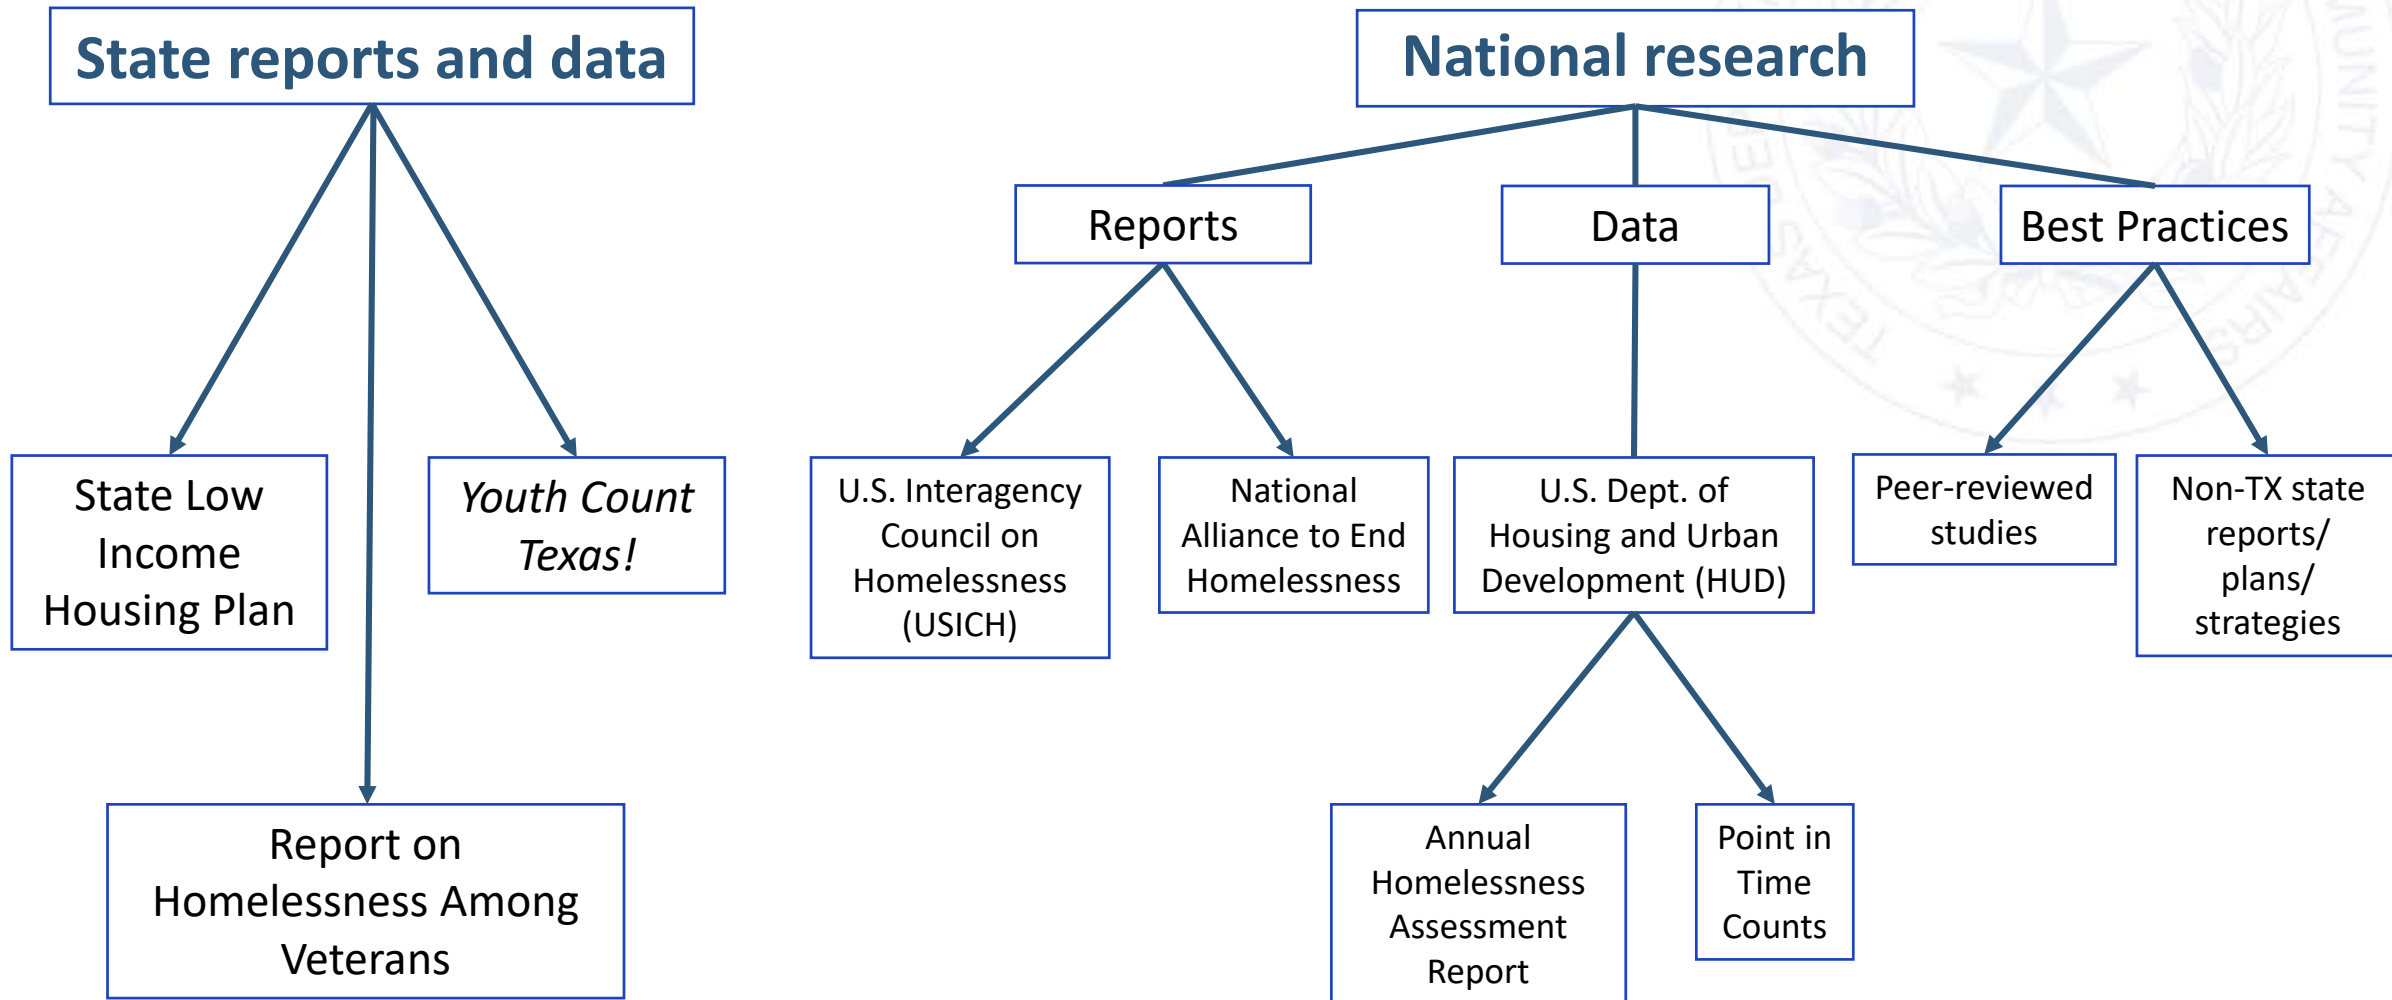 State reports and data
State Low
Income
Housing Plan
Youth Count
Texas!
Report on
Homelessness Among
Veterans
National research
Reports
Data
Best Practices
U.S. Interagency
Council on
Homelessness
(USICH)
National
Alliance to End
Homelessness
U.S. Dept. of
Housing and Urban
Development (HUD)
Peer-reviewed
studies
Non-TX state
reports/
plans/
strategies
Annual
Homelessness
Assessment
Report
Point in
Time
Counts
TEXAS
AFFAIRS